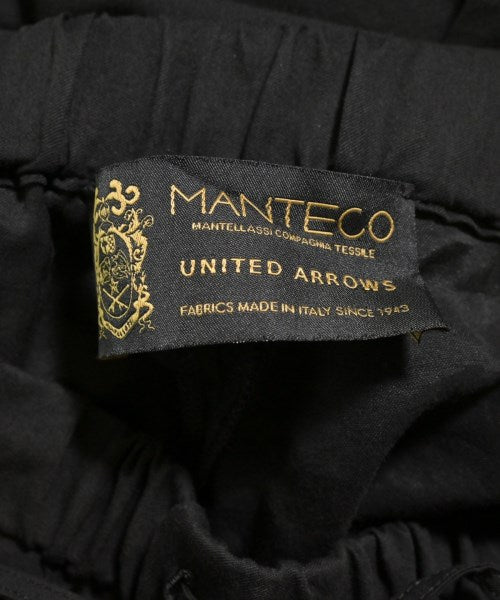 MANTECO
MANTELLASSI COMPAGNIA TESSILE
UNITED ARROWS
FABRICS MADE IN ITALY SINCE 1943